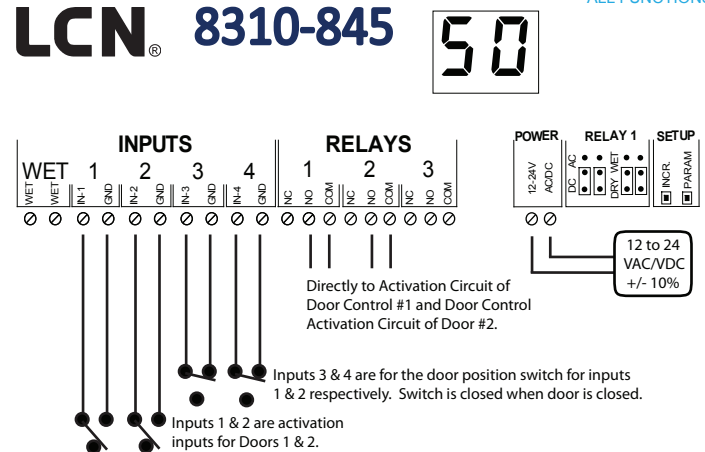 ALL FUNCTIONS
LCN® 8310-845 50
INPUTS RELAYS POWER RELAY 1 SETUP
WET 1 2 3 4 1 2 3
WET WET IN-1 GND IN-2 GND IN-3 GND IN-4 GND NC NO COM NC NO COM NC NO COM
12-24V AC/DC DC AC DRY WET INCR. PARAM
12 to 24
VAC/VDC
+/- 10%
Directly to Activation Circuit of
Door Control #1 and Door Control
Activation Circuit of Door #2.
Inputs 3 & 4 are for the door position switch for inputs
1 & 2 respectively. Switch is closed when door is closed.
Inputs 1 & 2 are activation
inputs for Doors 1 & 2.